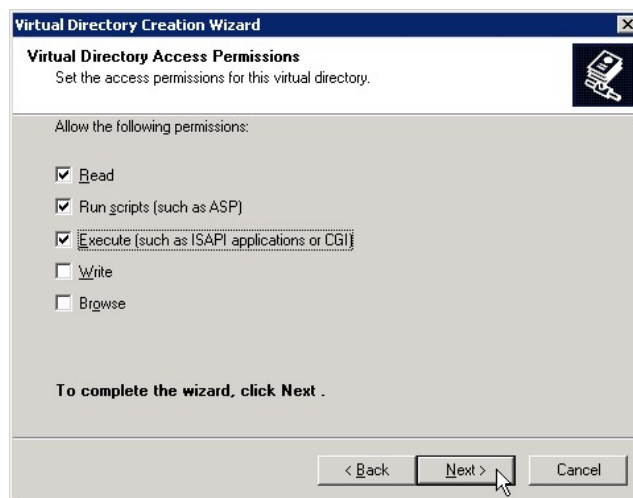 Virtual Directory Creation Wizard
Virtual Directory Access Permissions
Set the access permissions for this virtual directory.
Allow the following permissions:
Read
Run scripts (such as ASP)
Execute (such as ISAPI applications or CGI)
Write
Browse
To complete the wizard, click Next .
< Back Next > Cancel